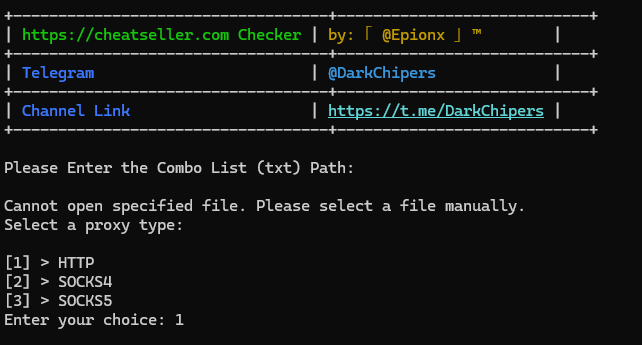 https://cheatseller.com Checker | by: 「 @Epionx 」 ™
Telegram | @DarkChipers
Channel Link | https://t.me/DarkChipers
Please Enter the Combo List (txt) Path:
Cannot open specified file. Please select a file manually.
Select a proxy type:
[1] > HTTP
[2] > SOCKS4
[3] > SOCKS5
Enter your choice: 1